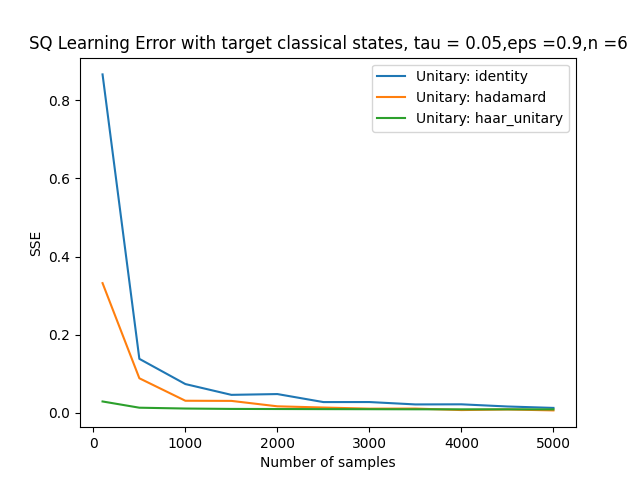 SQ Learning Error with target classical states, tau = 0.05,eps =0.9,n =6
Unitary: identity
Unitary: hadamard
Unitary: haar_unitary
SSE
0.8
0.6
0.4
0.2
0.0
0 1000 2000 3000 4000 5000
Number of samples